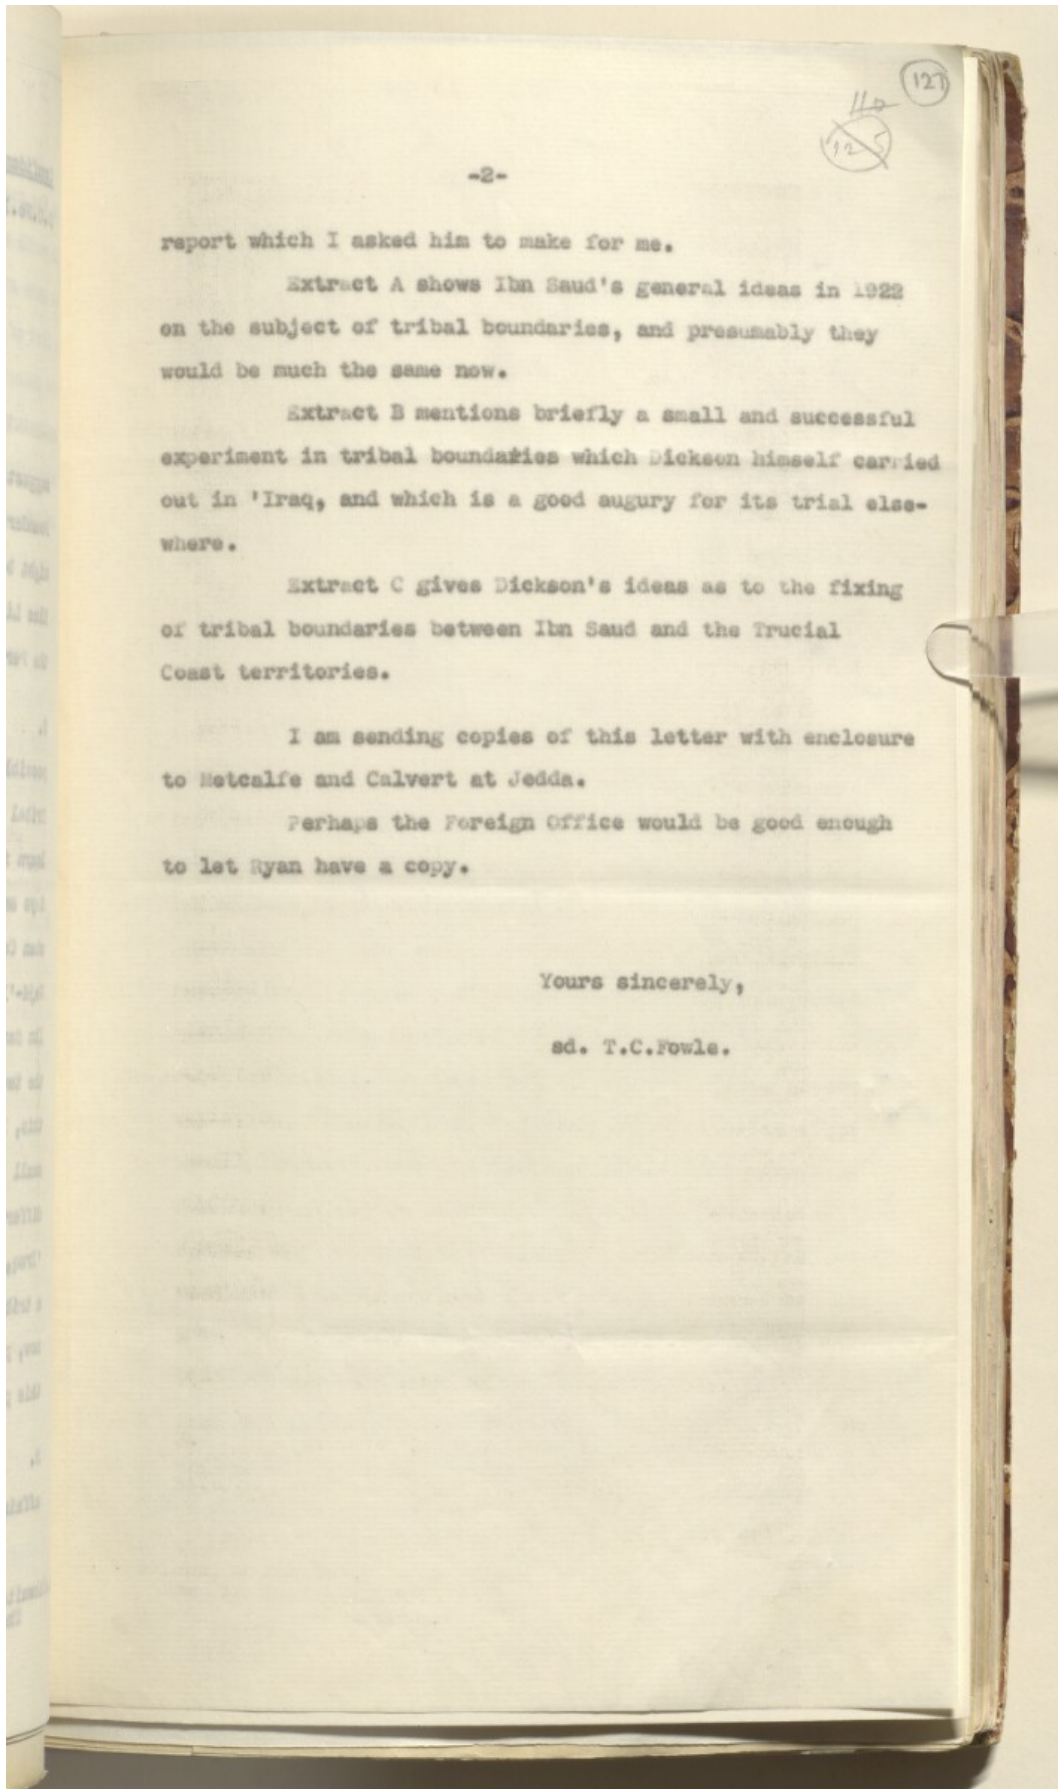 127
110
125
-2-
report which I asked him to make for me.
Extract A shows Ibn Saud's general ideas in 1922
on the subject of tribal boundaries, and presumably they
would be much the same now.
Extract B mentions briefly a small and successful
experiment in tribal boundaries which Dickson himself carried
out in 'Iraq, and which is a good augury for its trial else-
where.
Extract C gives Dickson's ideas as to the fixing
of tribal boundaries between Ibn Saud and the Trucial
Coast territories.
I am sending copies of this letter with enclosure
to Metcalfe and Calvert at Jedda.
Perhaps the Foreign Office would be good enough
to let Ryan have a copy.
Yours sincerely,
sd. T.C.Fowle.